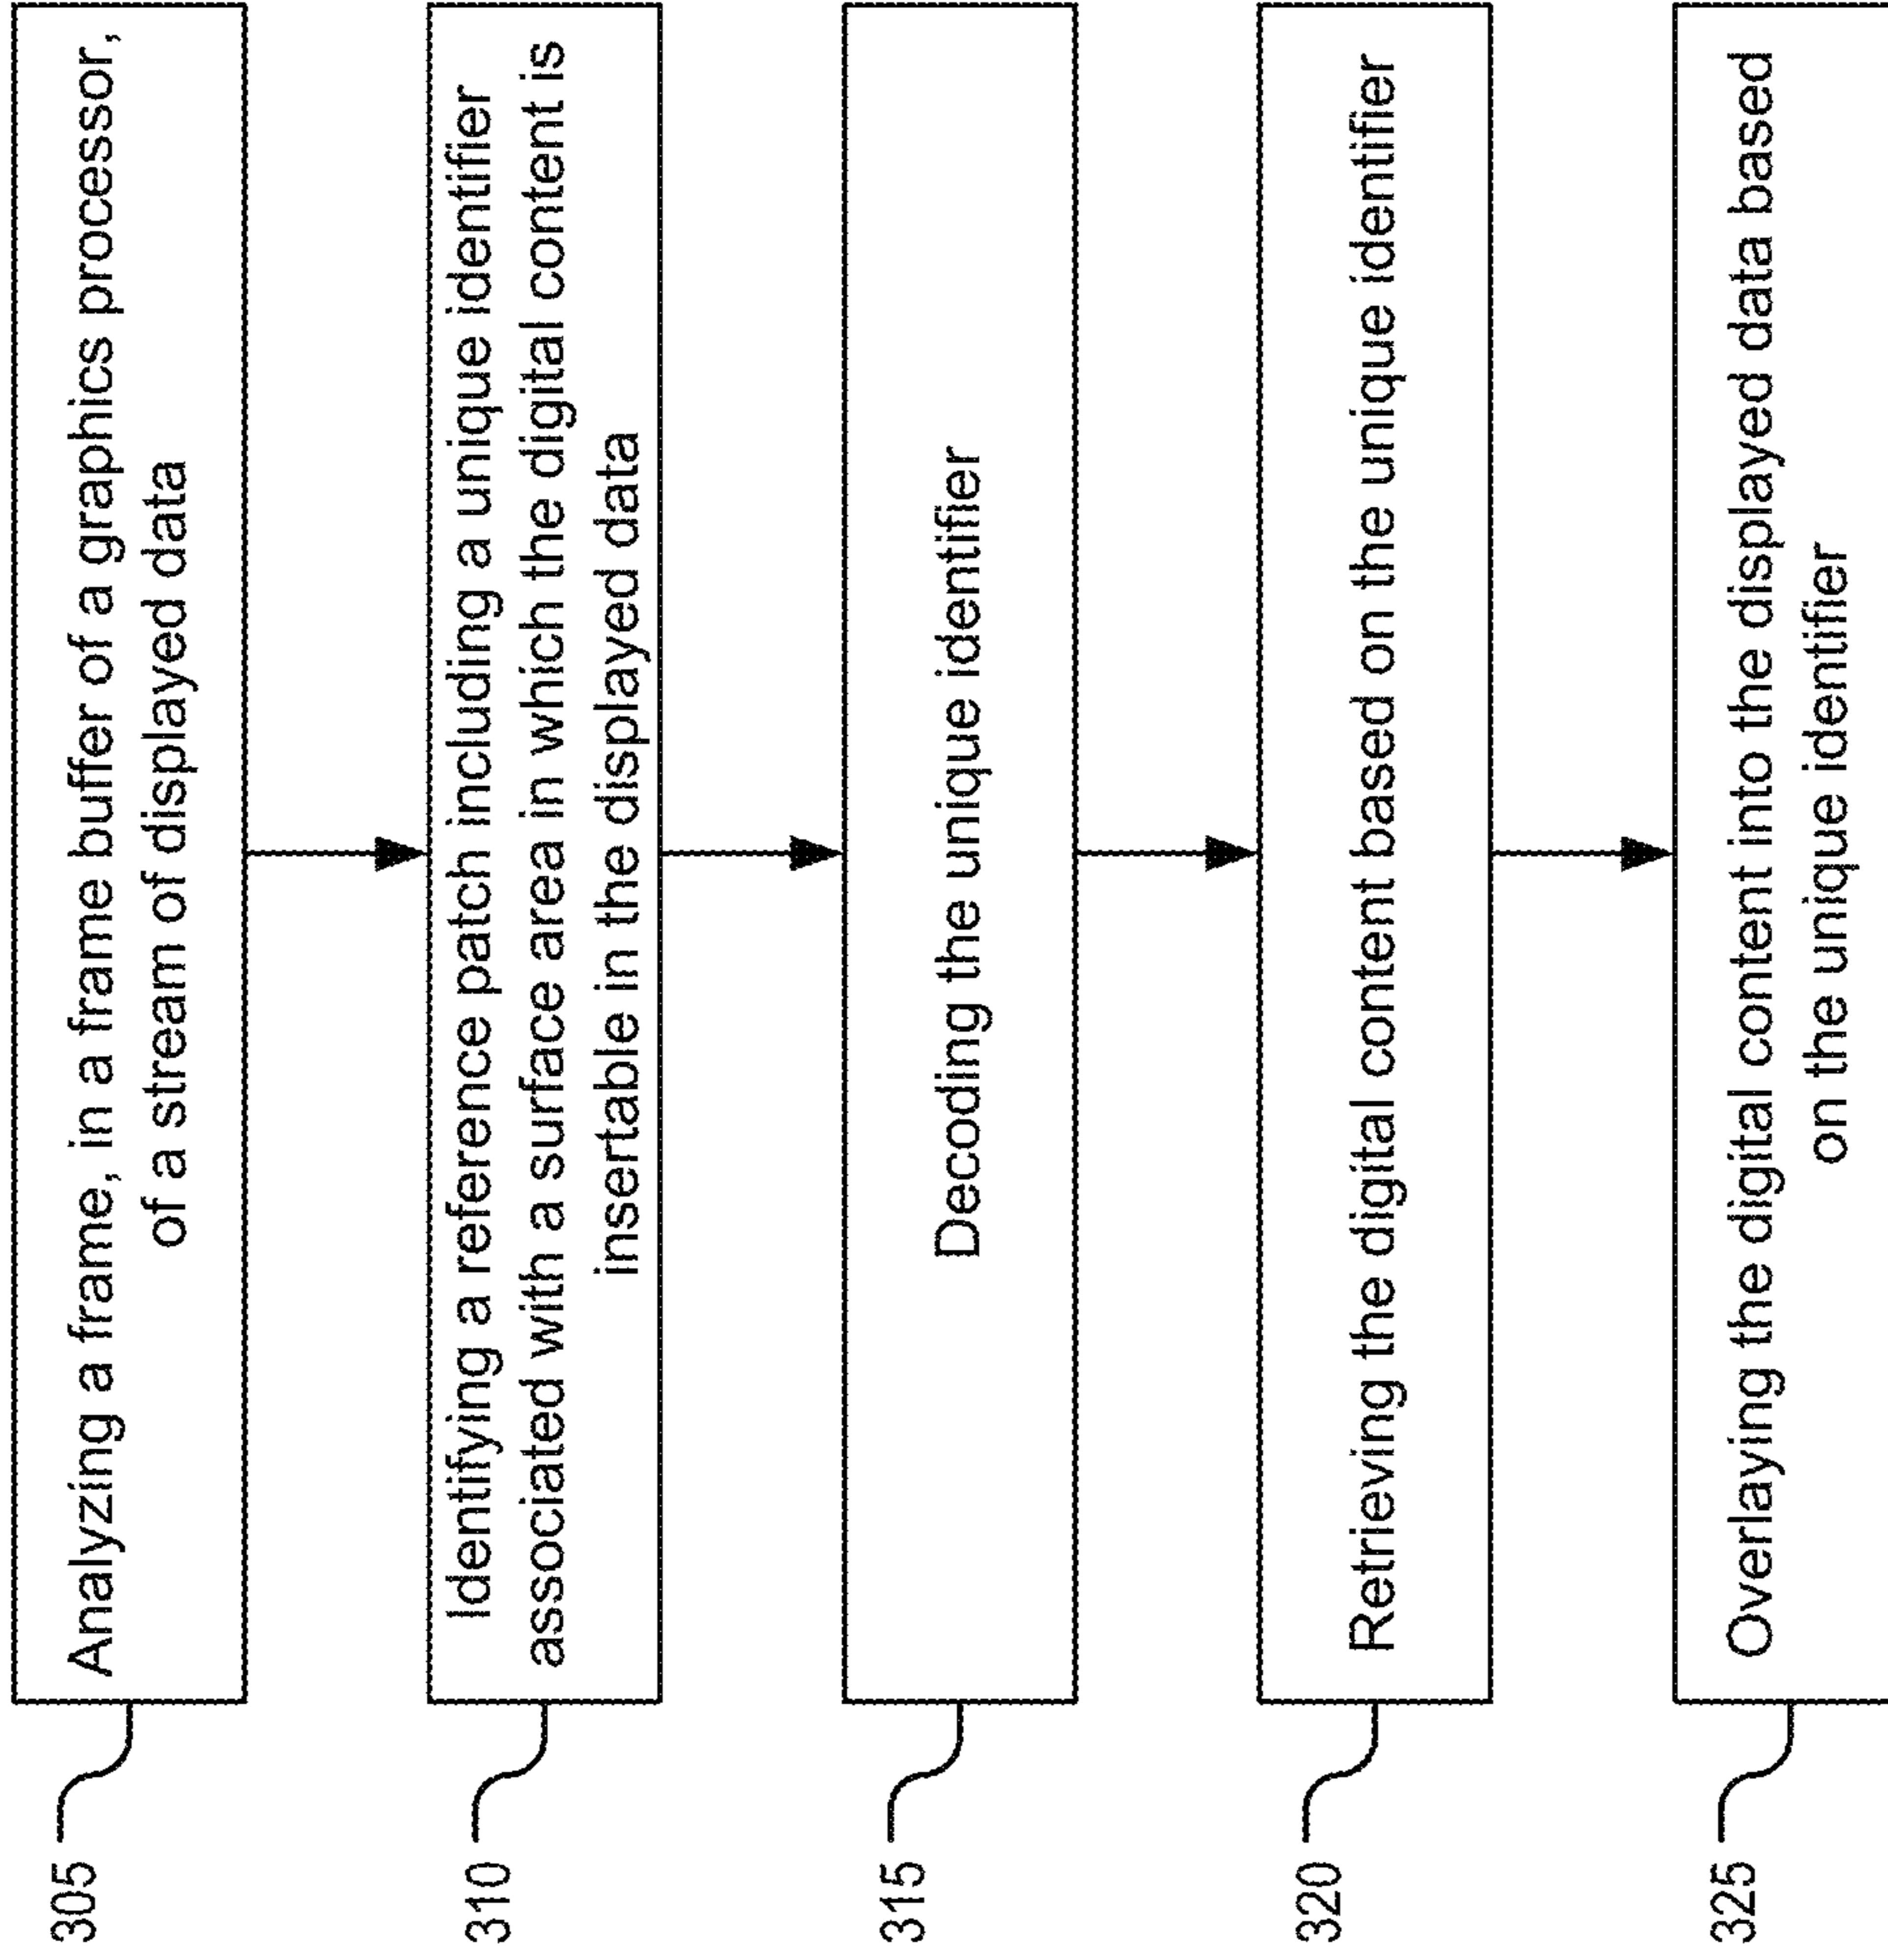 305
Analyzing a frame, in a frame buffer of a graphics processor,
of a stream of displayed data
310
Identifying a reference patch including a unique identifier
associated with a surface area in which the digital content is
insertable in the displayed data
315
Decoding the unique identifier
320
Retrieving the digital content based on the unique identifier
325
Overlaying the digital content into the displayed data based
on the unique identifier